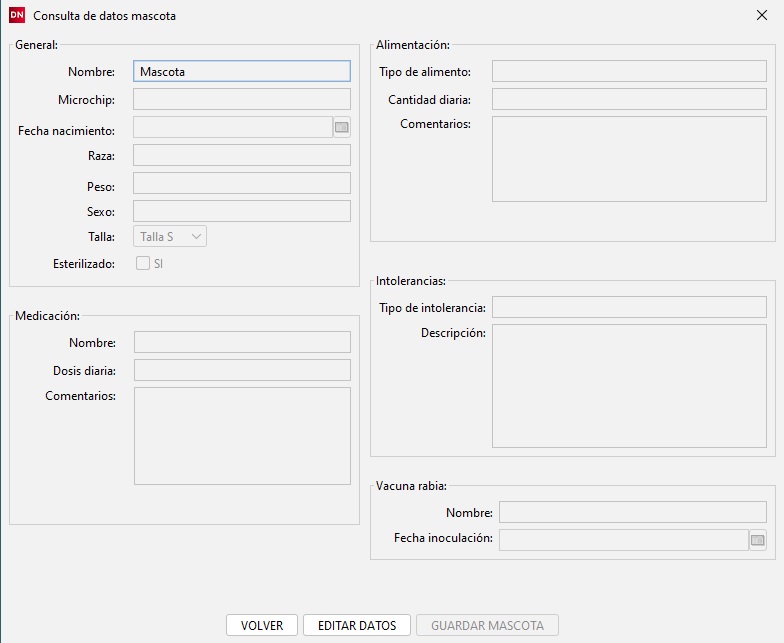 DN Consulta de datos mascota
General:
Nombre: Mascota
Microchip:
Fecha nacimiento:
Raza:
Peso:
Sexo:
Talla: Talla S
Esterilizado: SI
Medicación:
Nombre:
Dosis diaria:
Comentarios:
Alimentación:
Tipo de alimento:
Cantidad diaria:
Comentarios:
Intolerancias:
Tipo de intolerancia:
Descripción:
Vacuna rabia:
Nombre:
Fecha inoculación:
VOLVER EDITAR DATOS GUARDAR MASCOTA